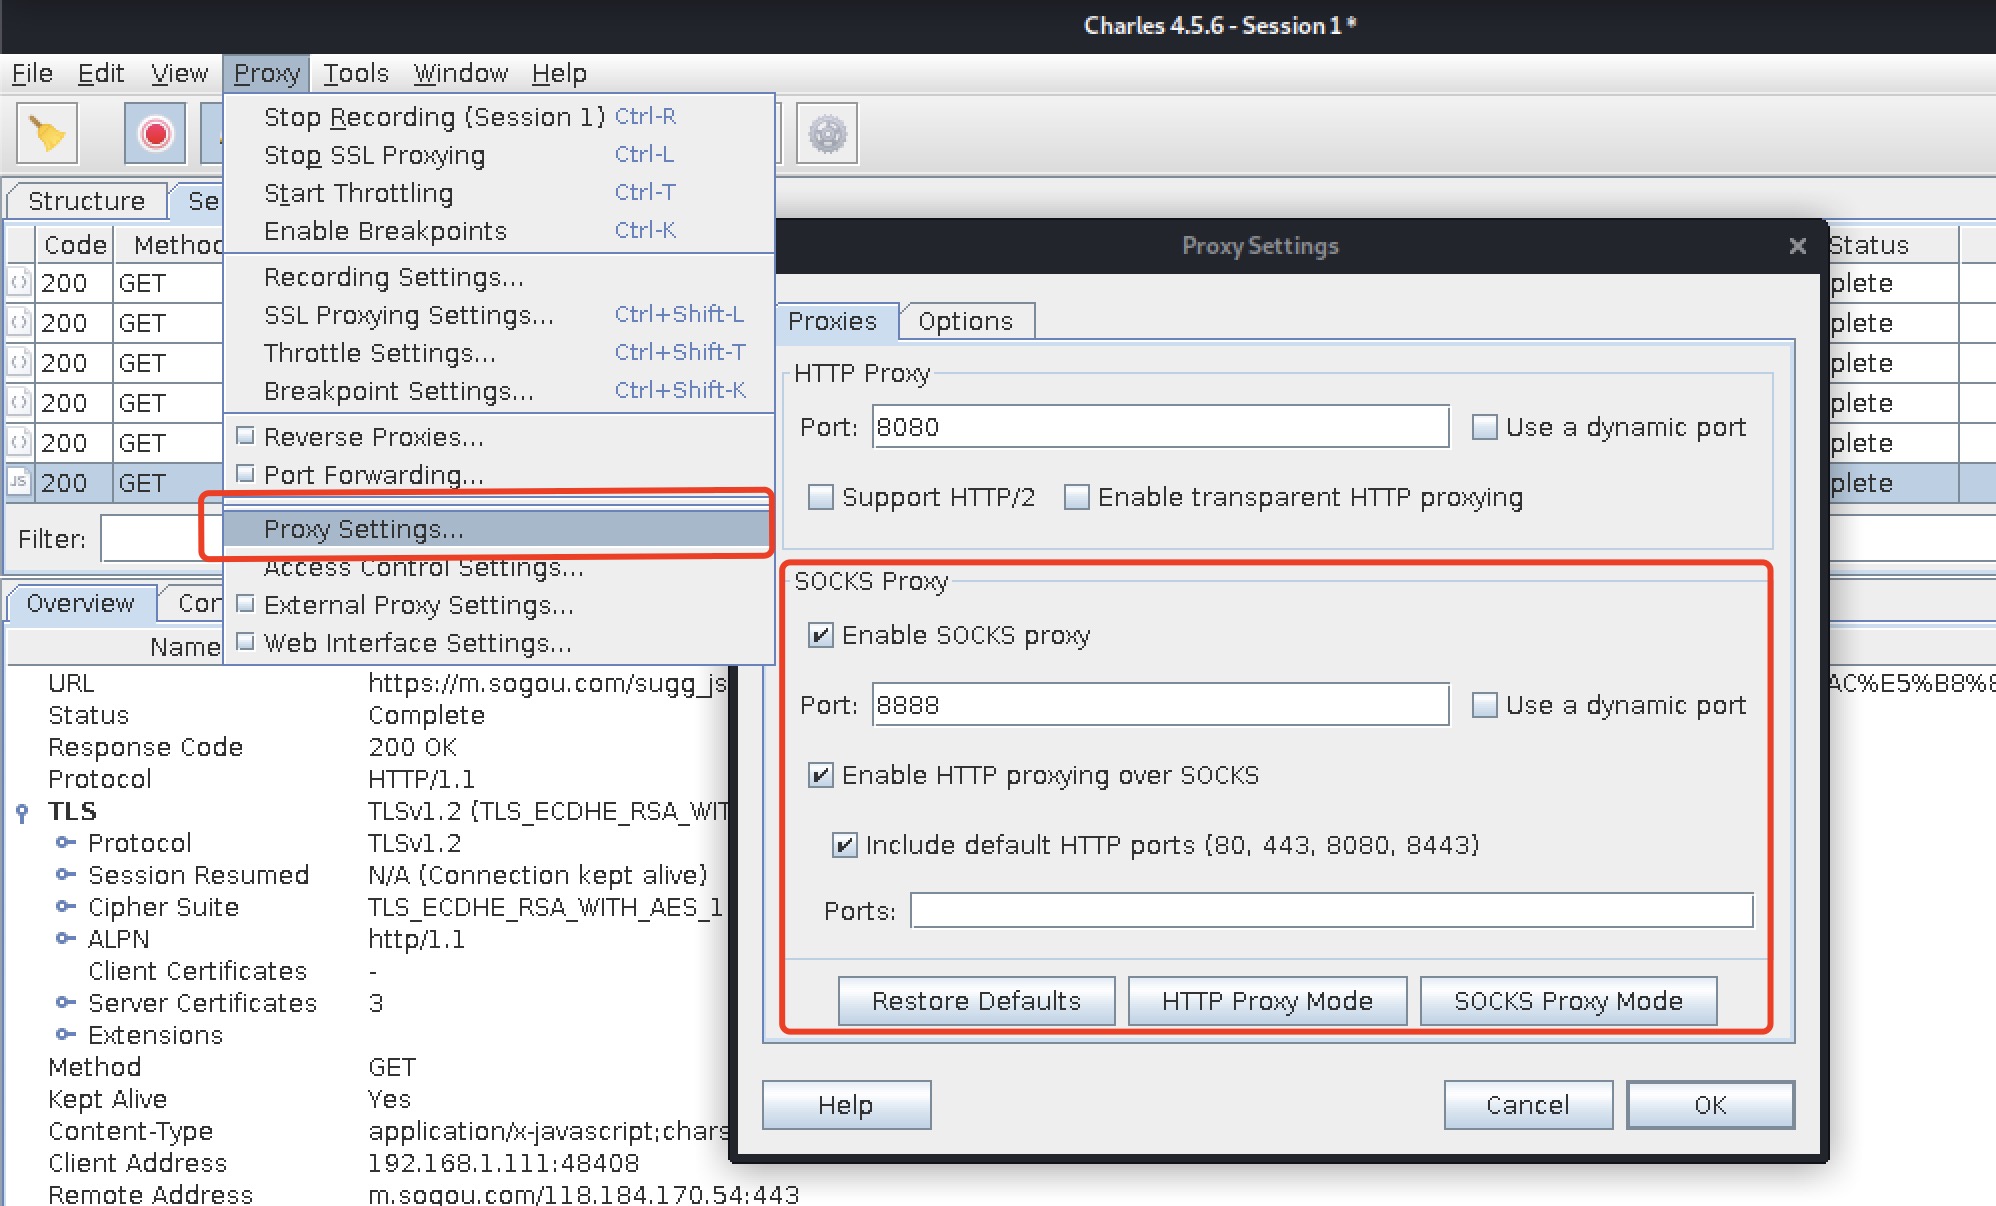 Charles 4.5.6 - Session 1 *
File Edit View Proxy Tools Window Help
Stop Recording (Session 1) Ctrl-R
Stop SSL Proxying Ctrl-L
Start Throttling Ctrl-T
Enable Breakpoints Ctrl-K
Recording Settings...
SSL Proxying Settings... Ctrl+Shift-L
Throttle Settings... Ctrl+Shift-T
Breakpoint Settings... Ctrl+Shift-K
Reverse Proxies...
Port Forwarding...
Proxy Settings...
Access Control Settings...
External Proxy Settings...
Web Interface Settings...
Structure Se
Code Method Status
200 GET plete
200 GET plete
200 GET plete
200 GET plete
200 GET plete
JS 200 GET plete
Filter:
Proxy Settings
Proxies Options
HTTP Proxy
Port: 8080 Use a dynamic port
Support HTTP/2 Enable transparent HTTP proxying
SOCKS Proxy
Enable SOCKS proxy
Port: 8888 Use a dynamic port
Enable HTTP proxying over SOCKS
Include default HTTP ports (80, 443, 8080, 8443)
Ports:
Restore Defaults HTTP Proxy Mode SOCKS Proxy Mode
Help Cancel OK
Overview Cor
Name
URL https://m.sogou.com/sugg_js AC%E5%B8%8
Status Complete
Response Code 200 OK
Protocol HTTP/1.1
TLS TLSv1.2 (TLS_ECDHE_RSA_WIT
Protocol TLSv1.2
Session Resumed N/A (Connection kept alive)
Cipher Suite TLS_ECDHE_RSA_WITH_AES_1
ALPN http/1.1
Client Certificates -
Server Certificates 3
Extensions
Method GET
Kept Alive Yes
Content-Type application/x-javascript;chars
Client Address 192.168.1.111:48408
Remote Address m.sogou.com/118.184.170.54:443